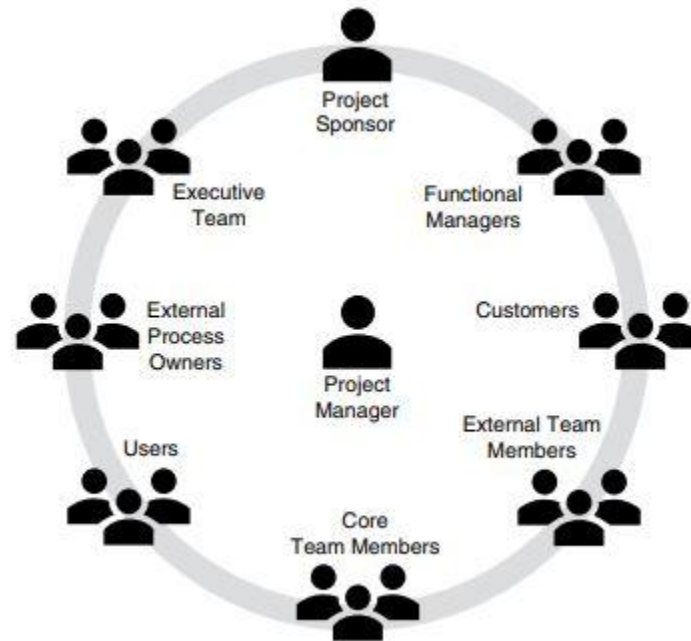 Project
Sponsor
Executive
Team
Functional
Managers
External
Process
Owners
Customers
Project
Manager
External Team
Members
Users
Core
Team Members